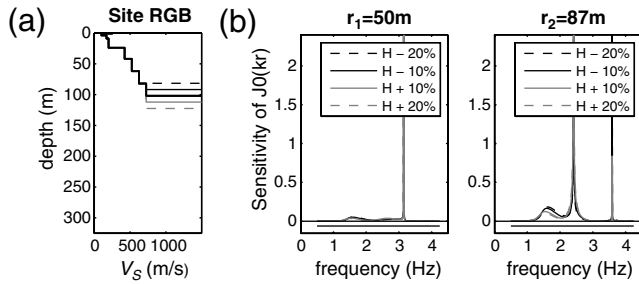 (a)
Site RGB
0
50
100
150
200
250
300
depth (m)
0 500 1000
V_S (m/s)
(b)
r₁=50m
H − 20%
H − 10%
H + 10%
H + 20%
2
1.5
1
0.5
0
Sensitivity of J0(kr)
0 1 2 3 4
frequency (Hz)
r₂=87m
H − 20%
H − 10%
H + 10%
H + 20%
2
1.5
1
0.5
0
0 1 2 3 4
frequency (Hz)